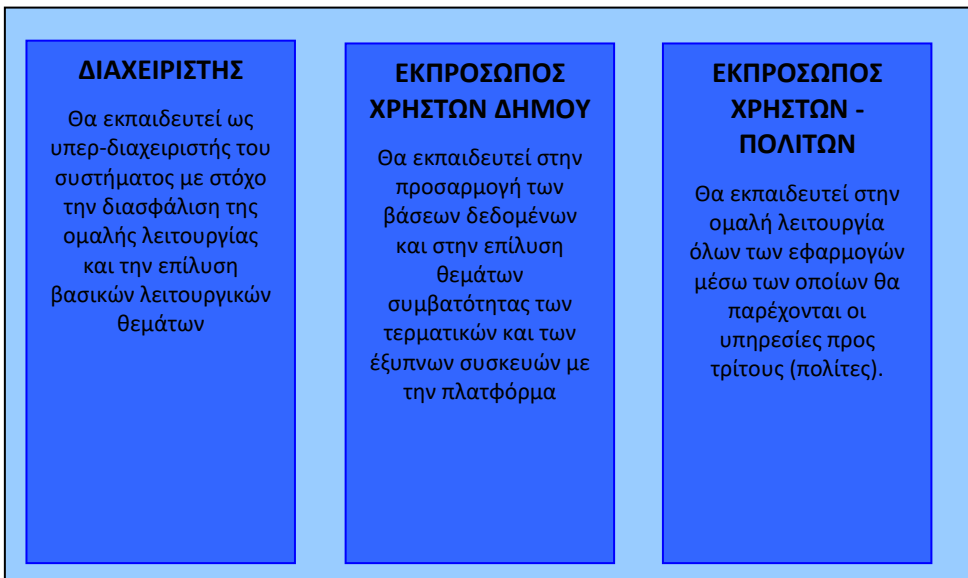 ΔΙΑΧΕΙΡΙΣΤΗΣ
Θα εκπαιδευτεί ως
υπερ-διαχειριστής του
συστήματος με στόχο
την διασφάλιση της
ομαλής λειτουργίας
και την επίλυση
βασικών λειτουργικών
θεμάτων
ΕΚΠΡΟΣΩΠΟΣ
ΧΡΗΣΤΩΝ ΔΗΜΟΥ
Θα εκπαιδευτεί στην
προσαρμογή των
βάσεων δεδομένων
και στην επίλυση
θεμάτων
συμβατότητας των
τερματικών και των
έξυπνων συσκευών με
την πλατφόρμα
ΕΚΠΡΟΣΩΠΟΣ
ΧΡΗΣΤΩΝ -
ΠΟΛΙΤΩΝ
Θα εκπαιδευτεί στην
ομαλή λειτουργία
όλων των εφαρμογών
μέσω των οποίων θα
παρέχονται οι
υπηρεσίες προς
τρίτους (πολίτες).